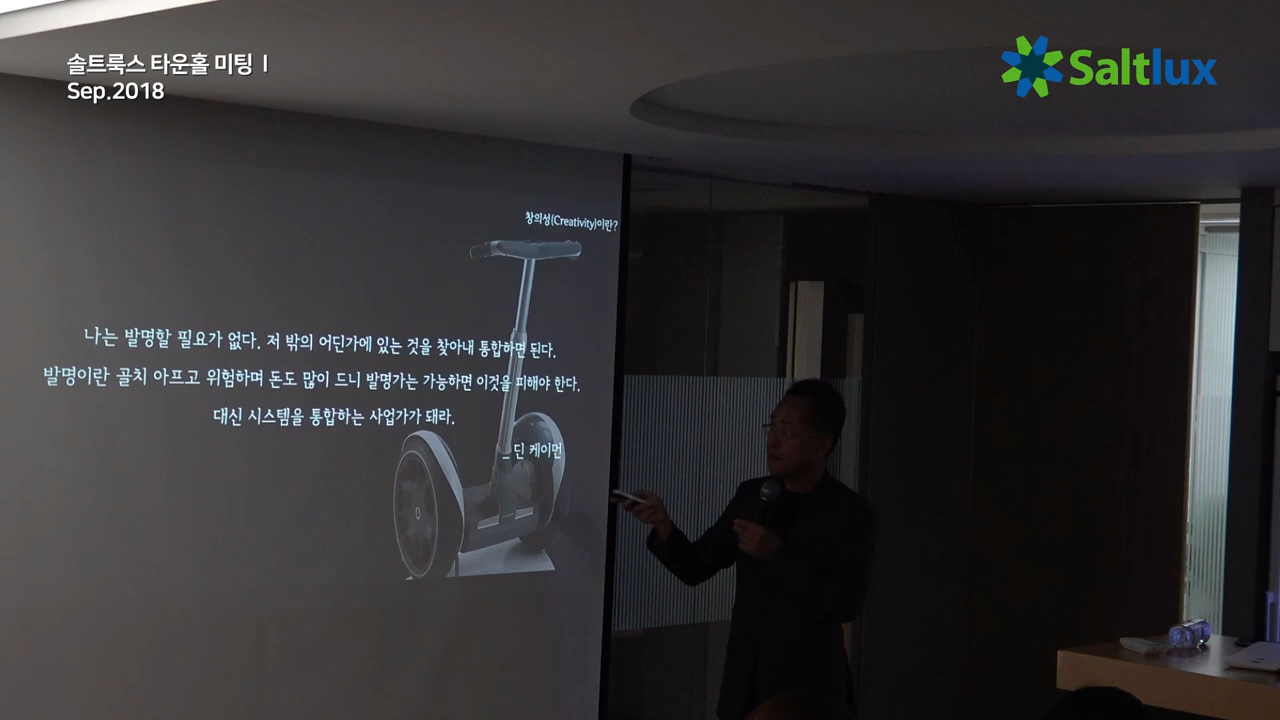 솔트룩스 타운홀 미팅 I
Sep.2018
Saltlux
창의성(Creativity)이란?
나는 발명할 필요가 없다. 저 밖의 어딘가에 있는 것을 찾아내 통합하면 된다.
발명이란 골치 아프고 위험하며 돈도 많이 드니 발명가는 가능하면 이것을 피해야 한다.
대신 시스템을 통합하는 사업가가 돼라.
_ 딘 케이먼